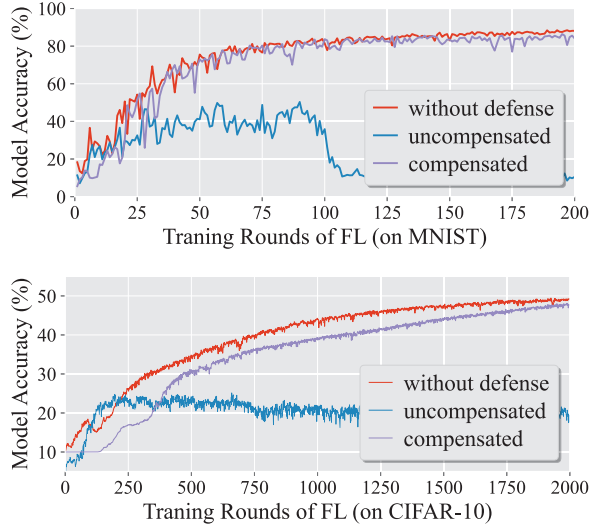 Model Accuracy (%)
100
80
60
40
20
0
without defense
uncompensated
compensated
0 25 50 75 100 125 150 175 200
Traning Rounds of FL (on MNIST)
Model Accuracy (%)
50
40
30
20
10
without defense
uncompensated
compensated
0 250 500 750 1000 1250 1500 1750 2000
Traning Rounds of FL (on CIFAR-10)